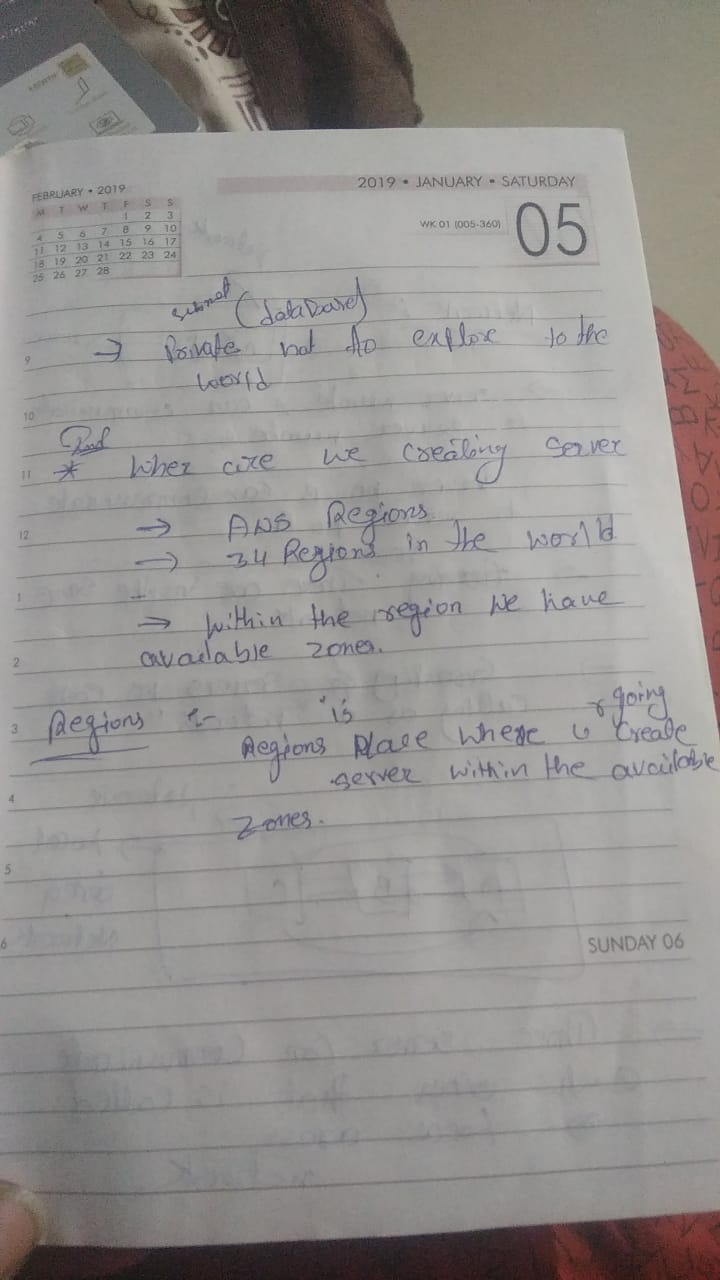 FEBRUARY • 2019
M T W T F S S
1 2 3
4 5 6 7 8 9 10
11 12 13 14 15 16 17
18 19 20 21 22 23 24
25 26 27 28
2019 • JANUARY • SATURDAY
WK 01 (005-360)
05
subnet (database)
9
→ Private not to explore to the
world
10
2nd
11
* Wher are we creating server
12
→ AWS Regions
→ 34 Regions in the world
1
→ Within the region we have
2
available zones.
3
Regions :- is going
Regions Place where create
4
server within the available
zones.
5
6
SUNDAY 06